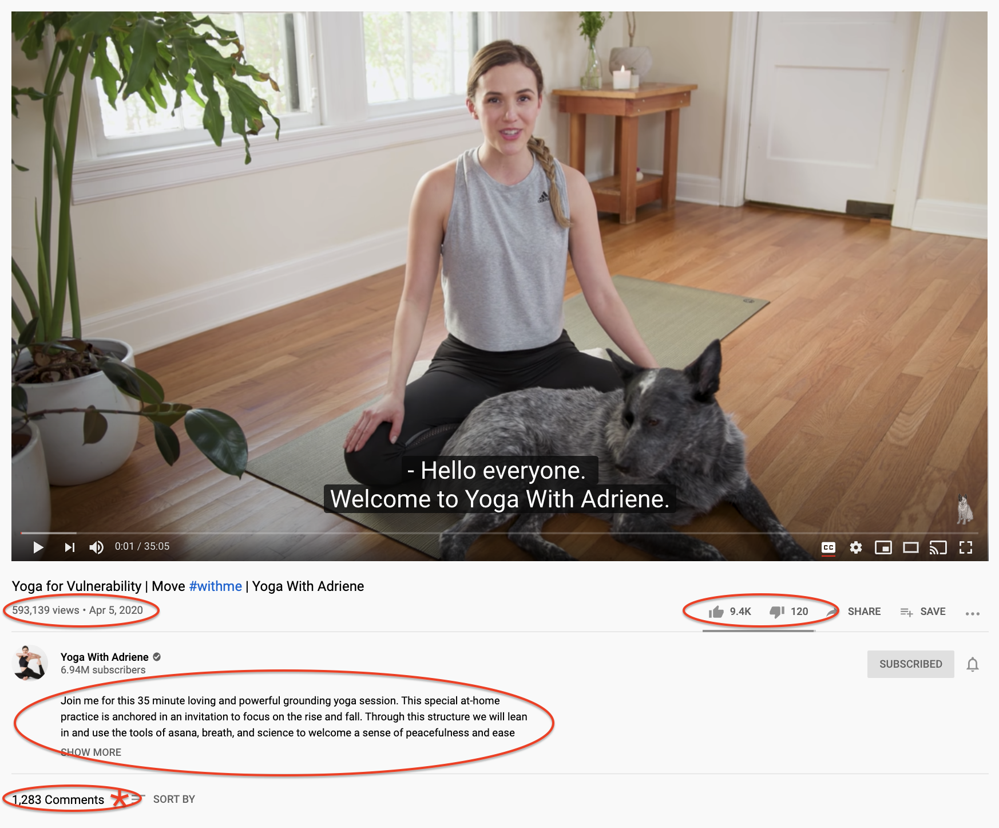 adidas
- Hello everyone.
Welcome to Yoga With Adriene.
0:01 / 35:05
CC
Yoga for Vulnerability | Move #withme | Yoga With Adriene
593,139 views • Apr 5, 2020
9.4K 120 SHARE SAVE ...
Yoga With Adriene
6.94M subscribers
SUBSCRIBED
Join me for this 35 minute loving and powerful grounding yoga session. This special at-home
practice is anchored in an invitation to focus on the rise and fall. Through this structure we will lean
in and use the tools of asana, breath, and science to welcome a sense of peacefulness and ease
SHOW MORE
1,283 Comments * SORT BY